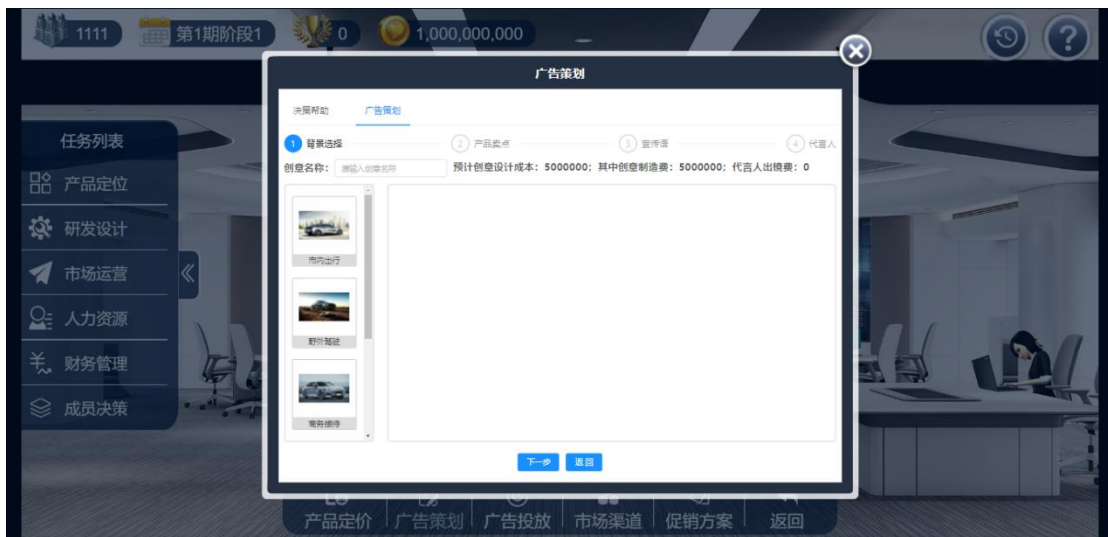 1111
第1期阶段1
0
1,000,000,000
?
广告策划
决策帮助 广告策划
1 背景选择 2 产品卖点 3 宣传语 4 代言人
创意名称: 请输入创意名称 预计创意设计成本: 5000000; 其中创意制造费: 5000000; 代言人出镜费: 0
市内出行
野外驾驶
商务接待
下一步 返回
任务列表
产品定位
研发设计
市场运营
人力资源
财务管理
成员决策
产品定价 广告策划 广告投放 市场渠道 促销方案 返回